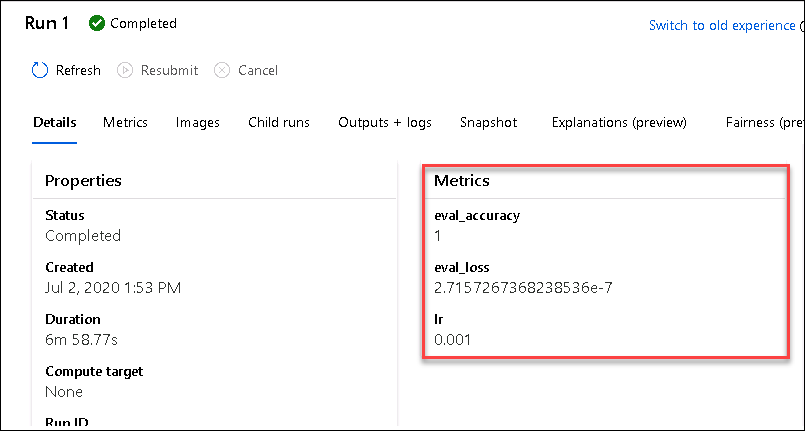 Run 1 Completed
Switch to old experience (
Refresh Resubmit Cancel
Details Metrics Images Child runs Outputs + logs Snapshot Explanations (preview) Fairness (pre
Properties
Status
Completed
Created
Jul 2, 2020 1:53 PM
Duration
6m 58.77s
Compute target
None
Run ID
Metrics
eval_accuracy
1
eval_loss
2.7157267368238536e-7
lr
0.001